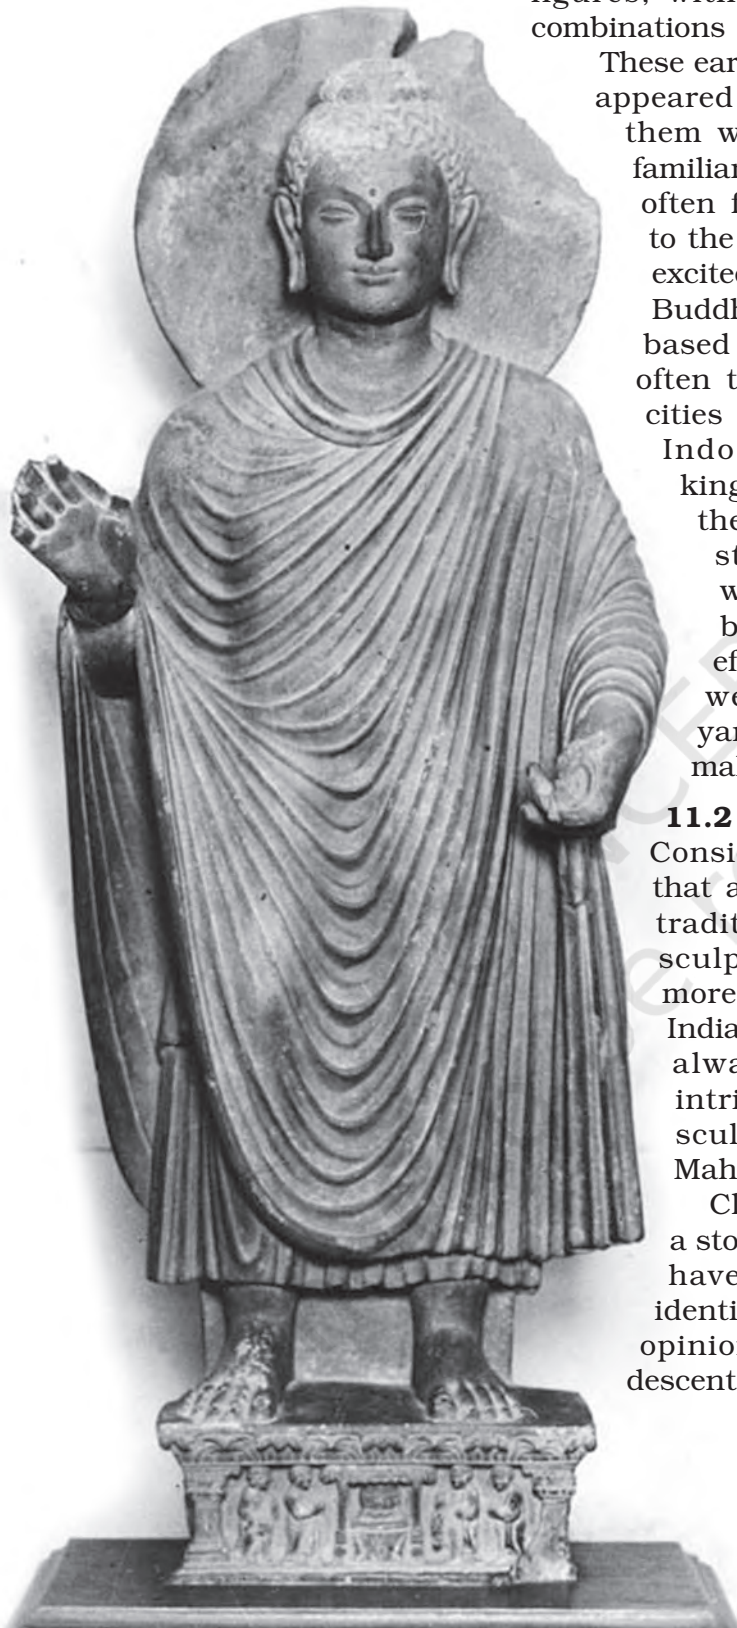 figures, with
combinations
These ear
appeared
them w
familiar
often f
to the
excited
Buddh
based
often t
cities
Indo
king
the
st
w
b
ef
we
yar
mal
11.2
Consi
that a
tradit
sculp
more
India
alwa
intri
scul
Mah
Cl
a sto
have
identi
opinion
descent